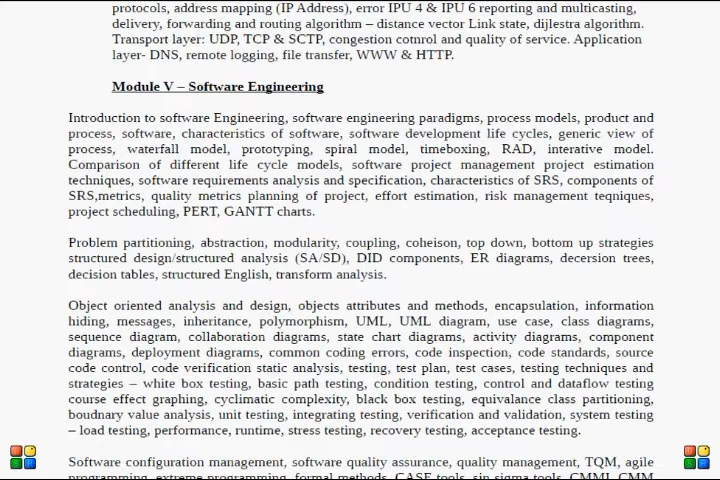 protocols, address mapping (IP Address), error IPU 4 & IPU 6 reporting and multicasting,
delivery, forwarding and routing algorithm – distance vector Link state, dijlestra algorithm.
Transport layer: UDP, TCP & SCTP, congestion cotnrol and quality of service. Application
layer- DNS, remote logging, file transfer, WWW & HTTP.
Module V – Software Engineering
Introduction to software Engineering, software engineering paradigms, process models, product and
process, software, characteristics of software, software development life cycles, generic view of
process, waterfall model, prototyping, spiral model, timeboxing, RAD, interative model.
Comparison of different life cycle models, software project management project estimation
techniques, software requirements analysis and specification, characteristics of SRS, components of
SRS,metrics, quality metrics planning of project, effort estimation, risk management teqniques,
project scheduling, PERT, GANTT charts.
Problem partitioning, abstraction, modularity, coupling, coheison, top down, bottom up strategies
structured design/structured analysis (SA/SD), DID components, ER diagrams, decersion trees,
decision tables, structured English, transform analysis.
Object oriented analysis and design, objects attributes and methods, encapsulation, information
hiding, messages, inheritance, polymorphism, UML, UML diagram, use case, class diagrams,
sequence diagram, collaboration diagrams, state chart diagrams, activity diagrams, component
diagrams, deployment diagrams, common coding errors, code inspection, code standards, source
code control, code verification static analysis, testing, test plan, test cases, testing techniques and
strategies – white box testing, basic path testing, condition testing, control and dataflow testing
course effect graphing, cyclimatic complexity, black box testing, equivalance class partitioning,
boudnary value analysis, unit testing, integrating testing, verification and validation, system testing
– load testing, performance, runtime, stress testing, recovery testing, acceptance testing.
Software configuration management, software quality assurance, quality management, TQM, agile
programming, extreme programming, formal methods, CASE tools, sin sigma tools, CMMI, CMM